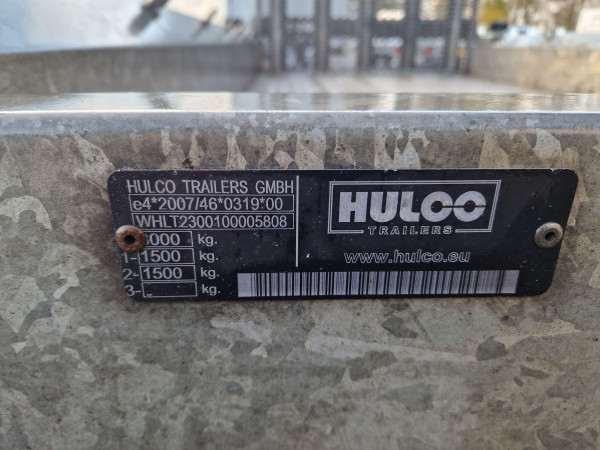 HULCO TRAILERS GMBH
e4*2007/46*0319*00
WHLT2300100005808
000 kg.
1- 1500 kg.
2- 1500 kg.
3- - kg.
HULCO
TRAILERS
www.hulco.eu